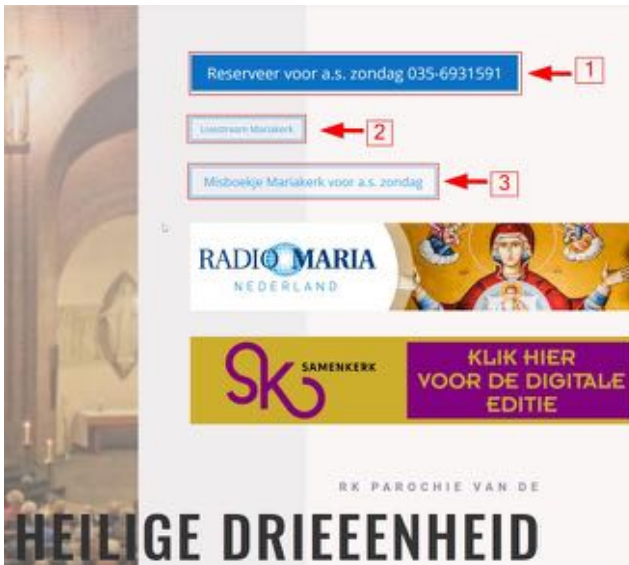 Reserveer voor a.s. zondag 035-6931591
1
Livestream Mariakerk
2
Misboekje Mariakerk voor a.s. zondag
3
RADIO MARIA
NEDERLAND
SK
SAMENKERK
KLIK HIER
VOOR DE DIGITALE
EDITIE
RK PAROCHIE VAN DE
HEILIGE DRIEEENHEID